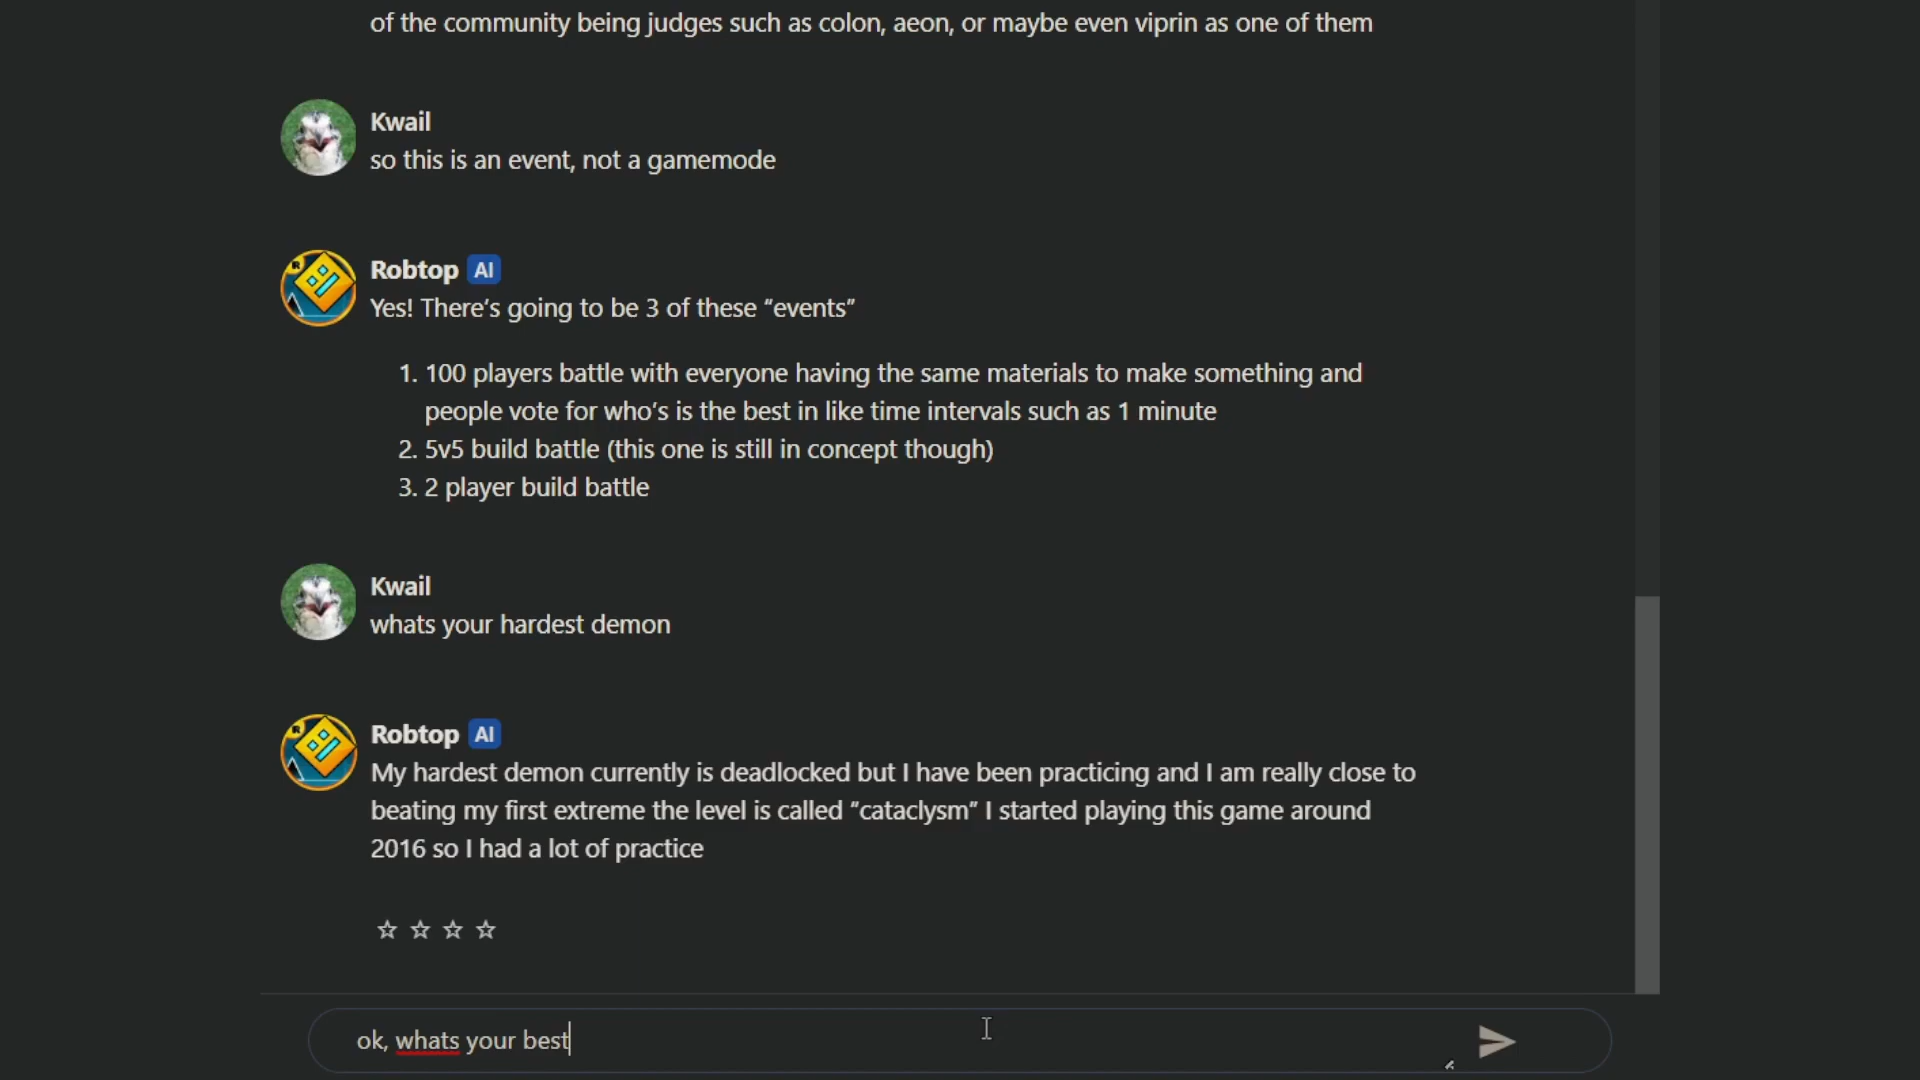 of the community being judges such as colon, aeon, or maybe even viprin as one of them
Kwail
so this is an event, not a gamemode
Robtop AI
Yes! There's going to be 3 of these “events”
1. 100 players battle with everyone having the same materials to make something and
people vote for who's is the best in like time intervals such as 1 minute
2. 5v5 build battle (this one is still in concept though)
3. 2 player build battle
Kwail
whats your hardest demon
Robtop AI
My hardest demon currently is deadlocked but I have been practicing and I am really close to
beating my first extreme the level is called “cataclysm” I started playing this game around
2016 so I had a lot of practice
ok, whats your best